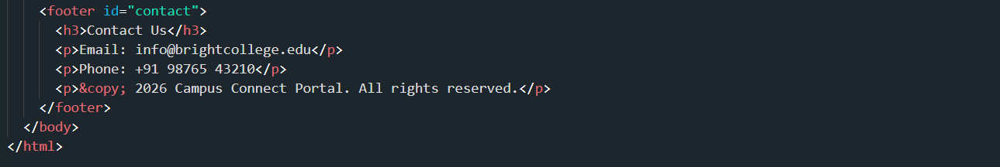 <footer id="contact">
<h3>Contact Us</h3>
<p>Email: info@brightcollege.edu</p>
<p>Phone: +91 98765 43210</p>
<p>&copy; 2026 Campus Connect Portal. All rights reserved.</p>
</footer>
</body>
</html>